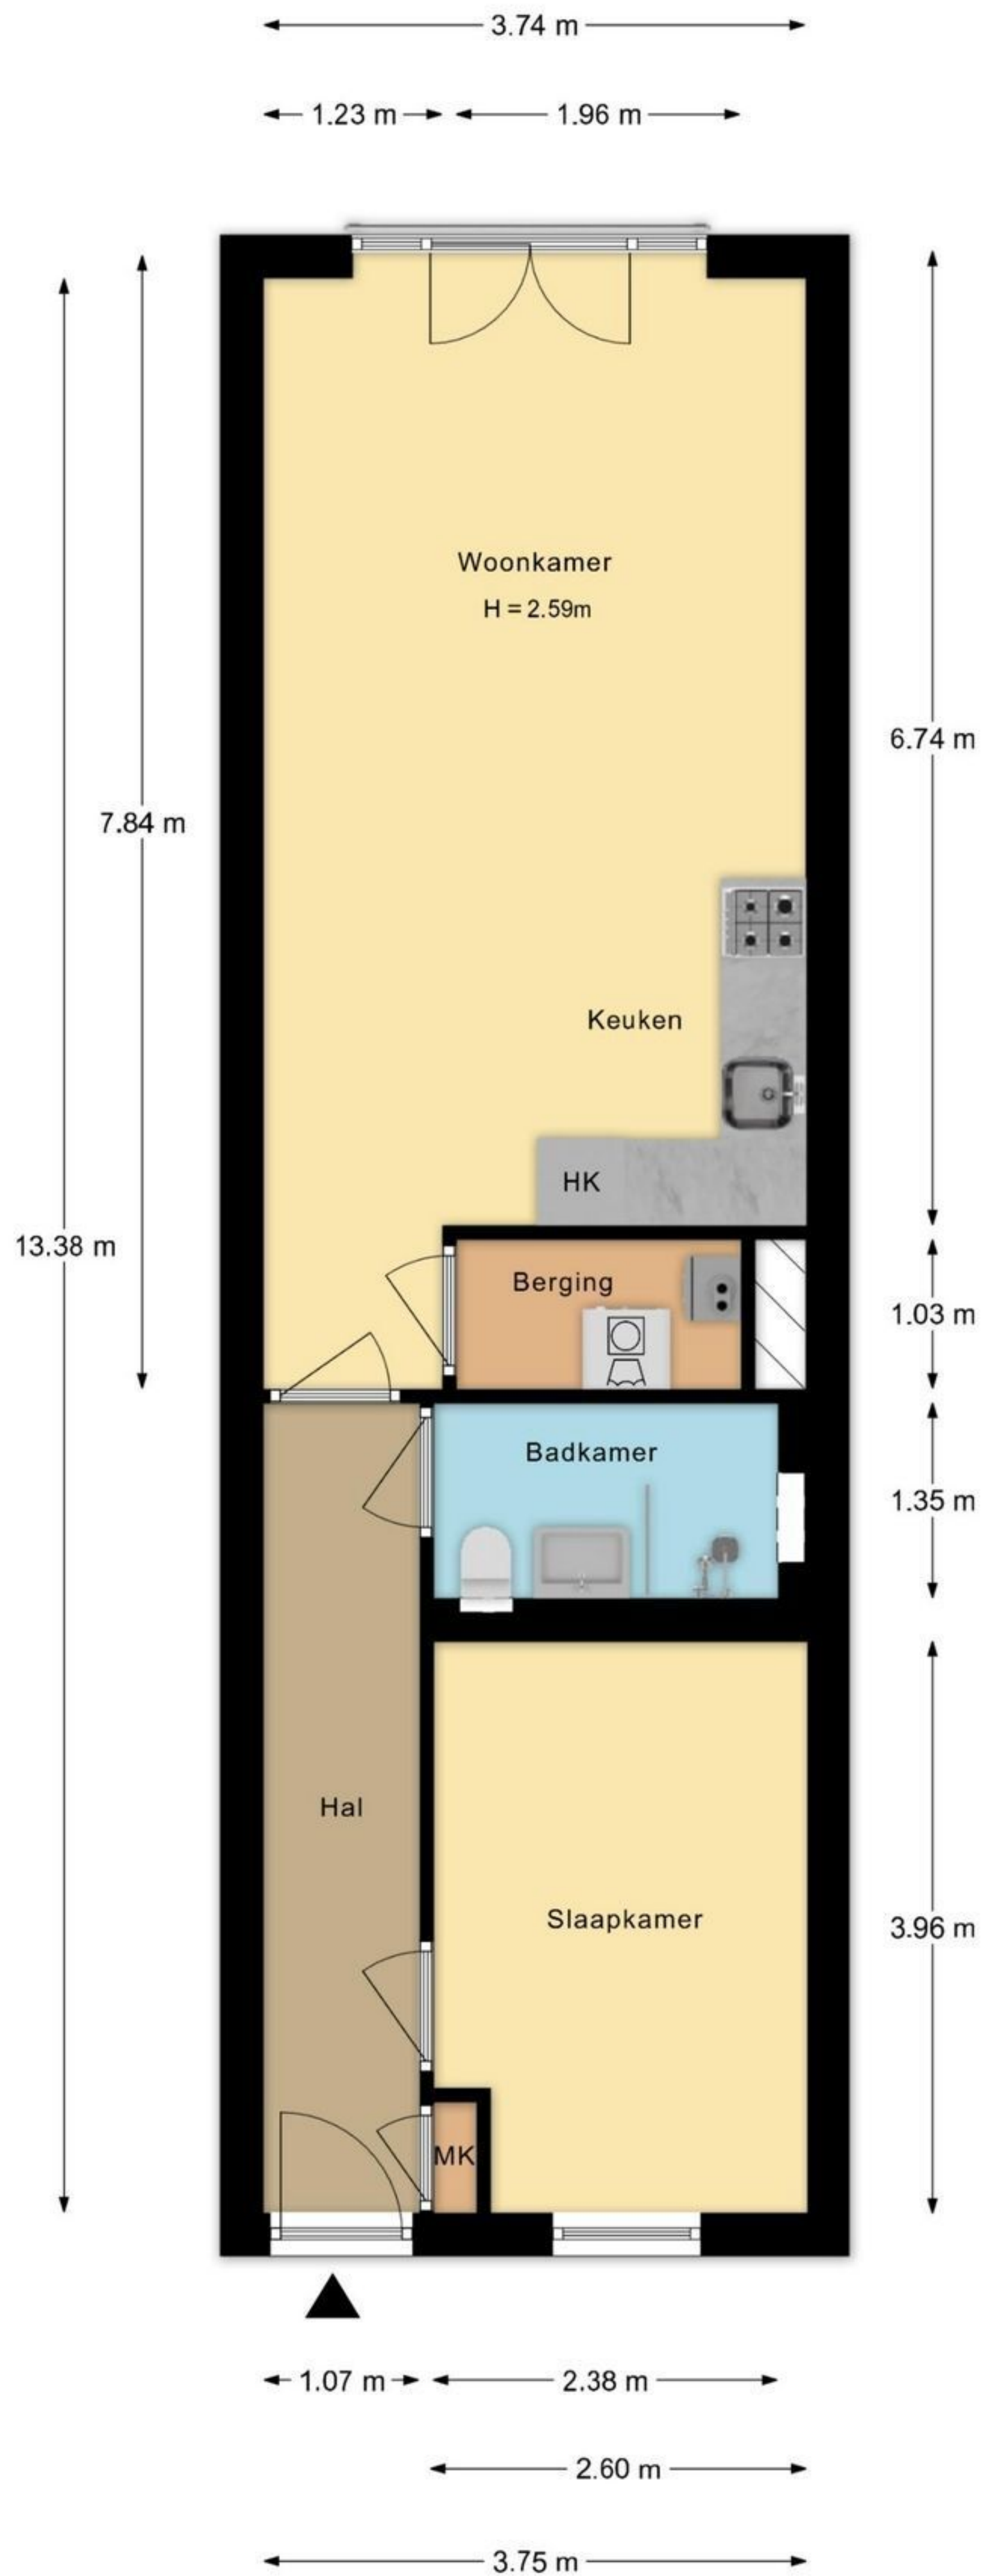 3.74 m
1.23 m
1.96 m
Woonkamer
H = 2.59m
6.74 m
7.84 m
Keuken
HK
13.38 m
Berging
1.03 m
Badkamer
1.35 m
Hal
Slaapkamer
3.96 m
MK
1.07 m
2.38 m
2.60 m
3.75 m